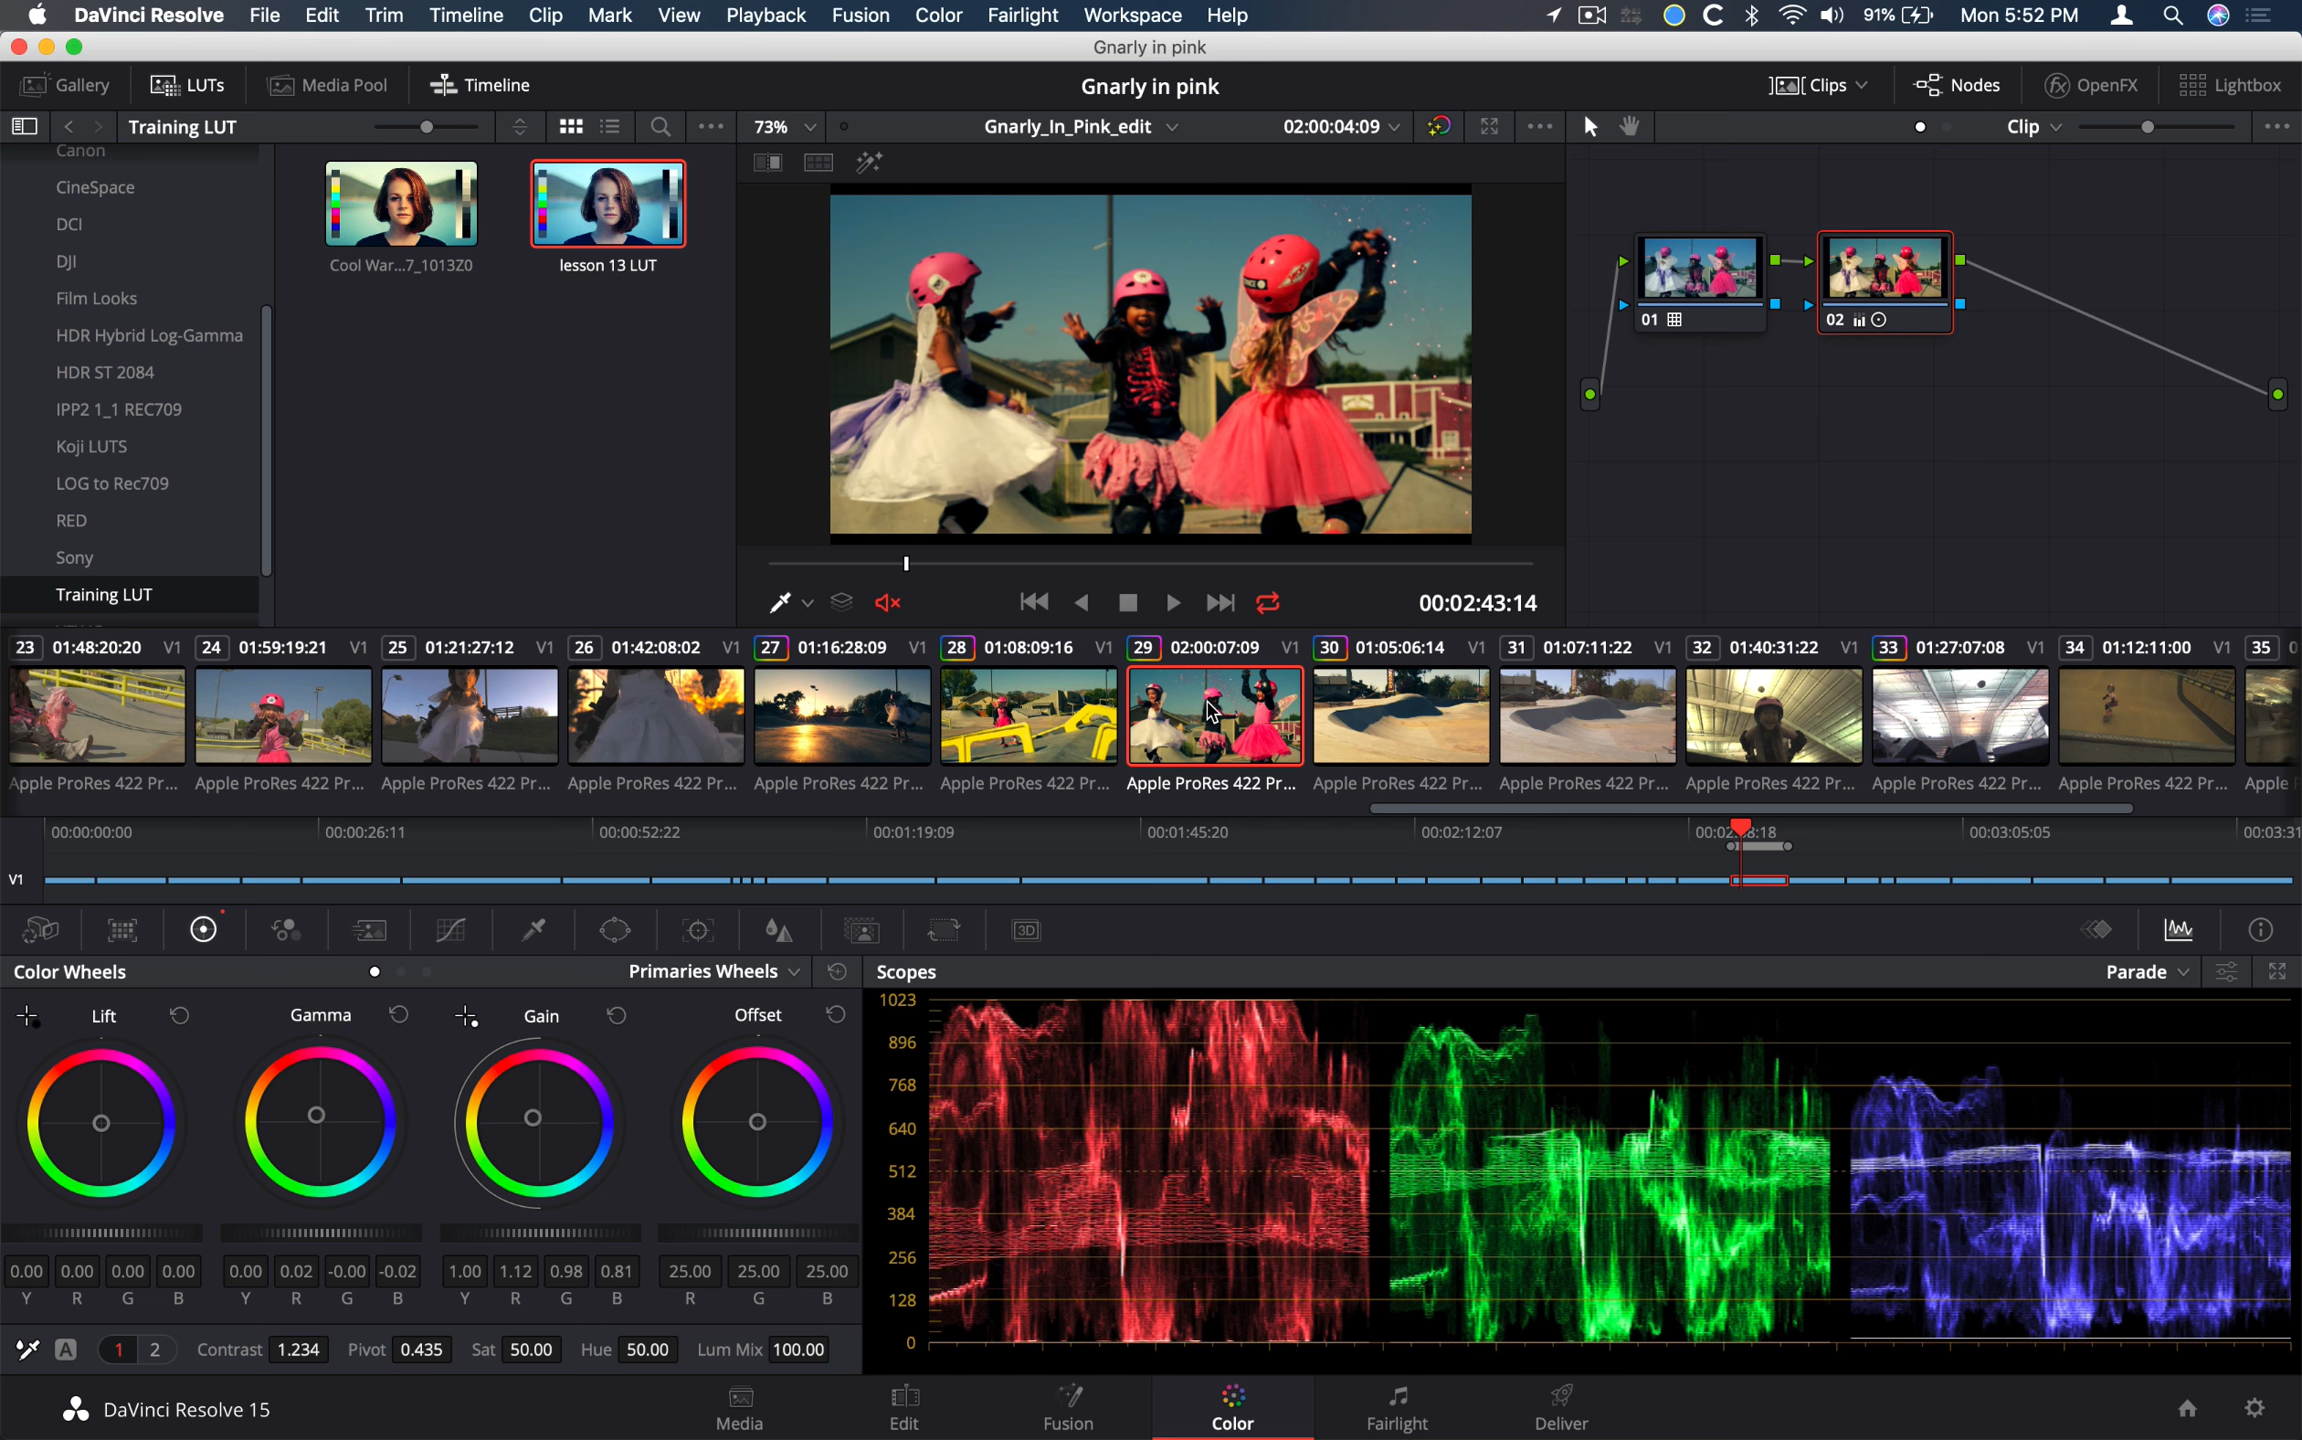 DaVinci Resolve File Edit Trim Timeline Clip Mark View Playback Fusion Color Fairlight Workspace Help 91% Mon 5:52 PM
Gnarly in pink
Gallery LUTs Media Pool Timeline Gnarly in pink Clips Nodes OpenFX Lightbox
Training LUT 73% Gnarly_In_Pink_edit 02:00:04:09 Clip
Canon
CineSpace
DCI
DJI
Film Looks
HDR Hybrid Log-Gamma
HDR ST 2084
IPP2 1_1 REC709
Koji LUTS
LOG to Rec709
RED
Sony
Training LUT
Cool War...7_1013Z0 lesson 13 LUT
01 02
00:02:43:14
23 01:48:20:20 V1 24 01:59:19:21 V1 25 01:21:27:12 V1 26 01:42:08:02 V1 27 01:16:28:09 V1 28 01:08:09:16 V1 29 02:00:07:09 V1 30 01:05:06:14 V1 31 01:07:11:22 V1 32 01:40:31:22 V1 33 01:27:07:08 V1 34 01:12:11:00 V1 35 0
Apple ProRes 422 Pr... Apple ProRes 422 Pr... Apple ProRes 422 Pr... Apple ProRes 422 Pr... Apple ProRes 422 Pr... Apple ProRes 422 Pr... Apple ProRes 422 Pr... Apple ProRes 422 Pr... Apple ProRes 422 Pr... Apple ProRes 422 Pr... Apple ProRes 422 Pr... Apple ProRes 422 Pr... Apple
00:00:00:00 00:00:26:11 00:00:52:22 00:01:19:09 00:01:45:20 00:02:12:07 00:02: 8:18 00:03:05:05 00:03:31
V1
3D
Color Wheels Primaries Wheels Scopes Parade
Lift Gamma Gain Offset
0.00 0.00 0.00 0.00 0.00 0.02 -0.00 -0.02 1.00 1.12 0.98 0.81 25.00 25.00 25.00
Y R G B Y R G B Y R G B R G B
A 1 2 Contrast 1.234 Pivot 0.435 Sat 50.00 Hue 50.00 Lum Mix 100.00
1023
896
768
640
512
384
256
128
0
DaVinci Resolve 15 Media Edit Fusion Color Fairlight Deliver